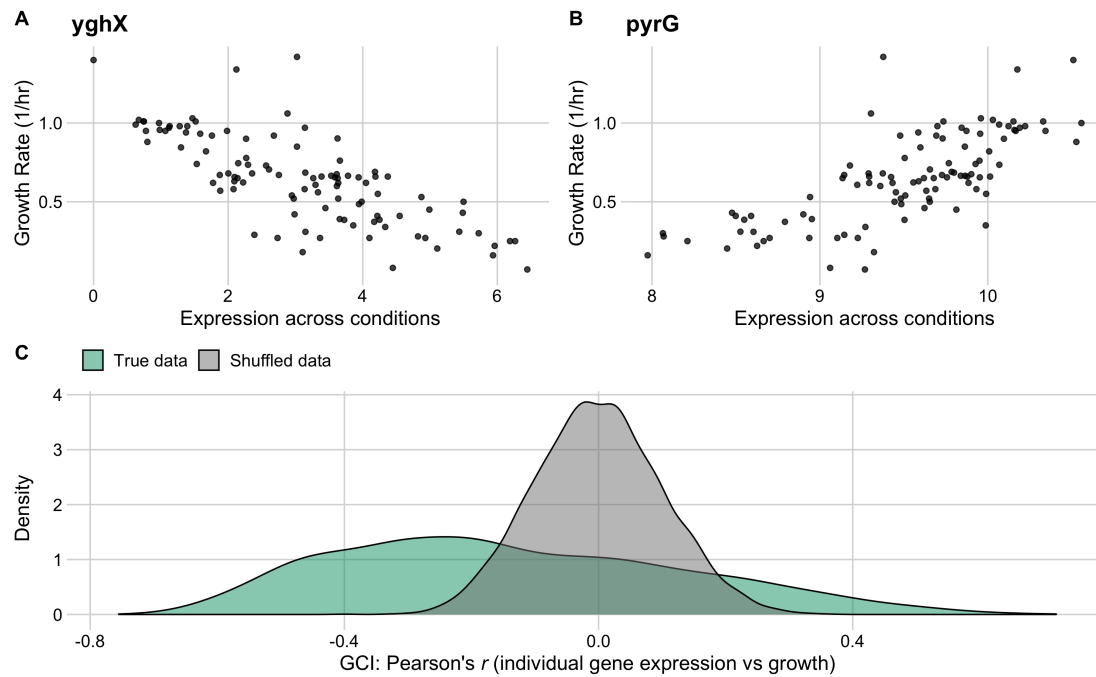 A yghX
Growth Rate (1/hr)
1.0
0.5
0 2 4 6
Expression across conditions
B pyrG
Growth Rate (1/hr)
1.0
0.5
8 9 10
Expression across conditions
C
True data Shuffled data
Density
4
3
2
1
0
-0.8 -0.4 0.0 0.4
GCI: Pearson's r (individual gene expression vs growth)